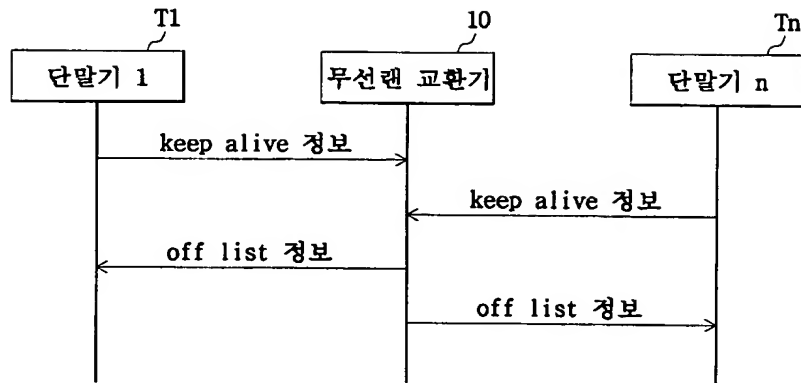 T1
10
Tn
단말기 1
무선랜 교환기
단말기 n
keep alive 정보
keep alive 정보
off list 정보
off list 정보